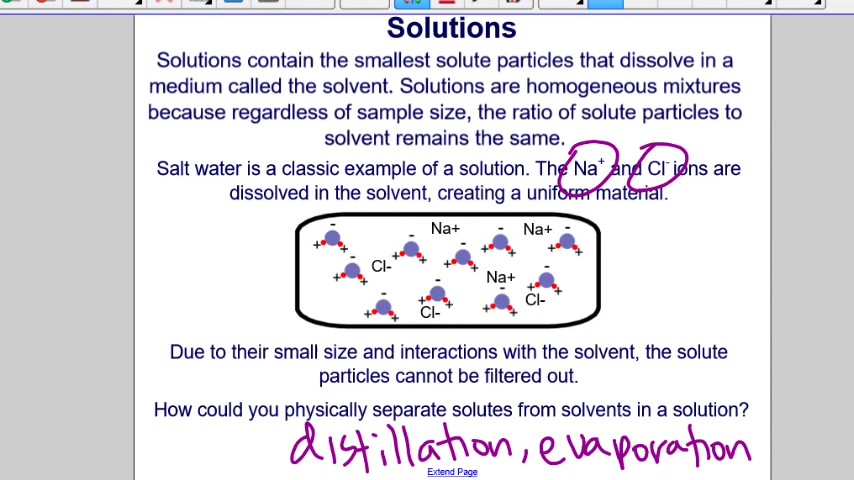 Solutions
Solutions contain the smallest solute particles that dissolve in a
medium called the solvent. Solutions are homogeneous mixtures
because regardless of sample size, the ratio of solute particles to
solvent remains the same.
Salt water is a classic example of a solution. The Na⁺ and Cl⁻ ions are
dissolved in the solvent, creating a uniform material.
- Na+ - Na+ -
+ + - + + - + + + +
- Cl- + + Na+ -
+ + - + + - + + Cl- + +
- Cl- + +
Due to their small size and interactions with the solvent, the solute
particles cannot be filtered out.
How could you physically separate solutes from solvents in a solution?
distillation, evaporation
Extend Page